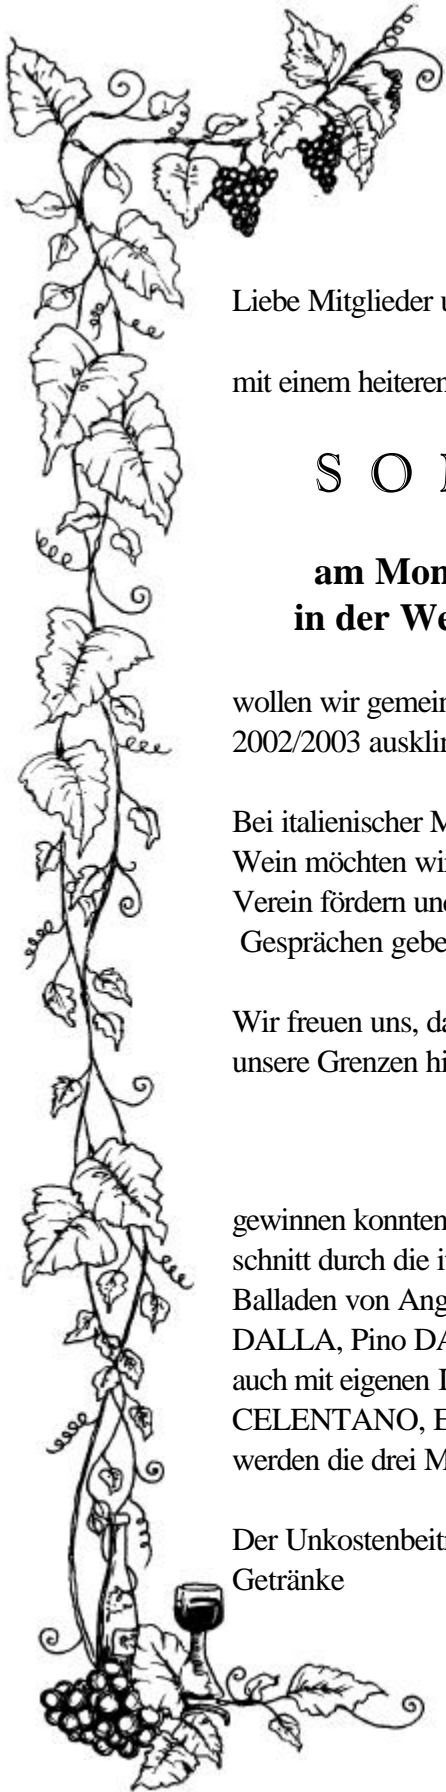 Liebe Mitglieder u
mit einem heiteren
S O
am Mon
in der We
wollen wir gemein
2002/2003 ausklin
Bei italienischer M
Wein möchten wi
Verein fördern und
Gesprächen gebe
Wir freuen uns, da
unsere Grenzen hi
gewinnen konnten
schnitt durch die i
Balladen von Ang
DALLA, Pino DA
auch mit eigenen
CELENTANO, E
werden die drei M
Der Unkostenbeit
Getränke